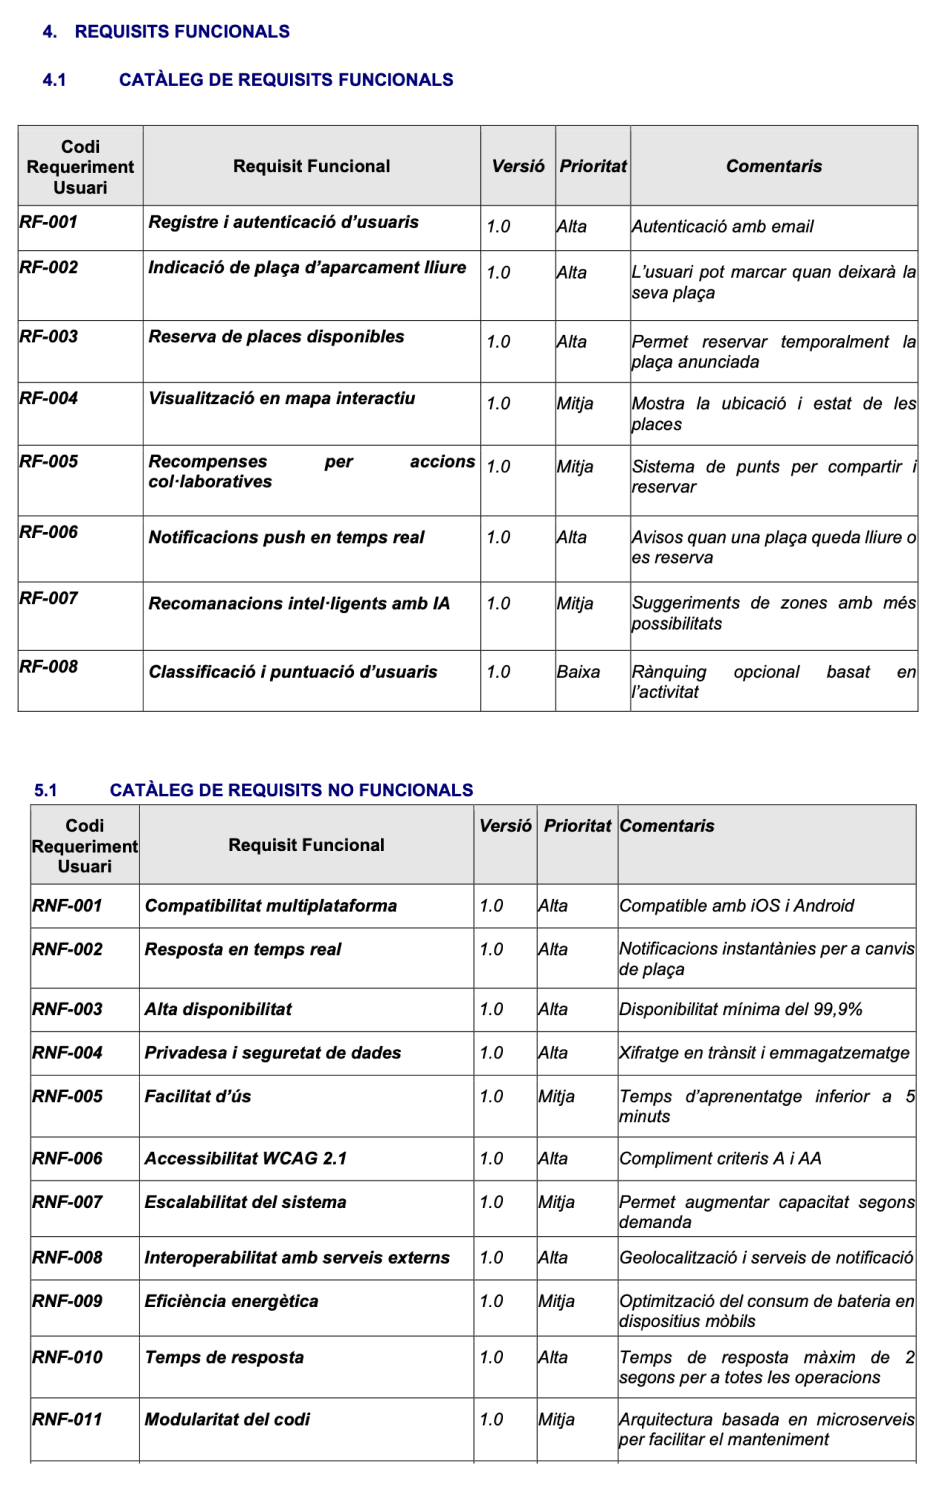 4. REQUISITS FUNCIONALS
4.1 CATÀLEG DE REQUISITS FUNCIONALS
Codi
Requeriment
Usuari
Requisit Funcional
Versió
Prioritat
Comentaris
RF-001
Registre i autenticació d’usuaris
1.0
Alta
Autenticació amb email
RF-002
Indicació de plaça d’aparcament lliure
1.0
Alta
L’usuari pot marcar quan deixarà la
seva plaça
RF-003
Reserva de places disponibles
1.0
Alta
Permet reservar temporalment la
plaça anunciada
RF-004
Visualització en mapa interactiu
1.0
Mitja
Mostra la ubicació i estat de les
places
RF-005
Recompenses per accions
col·laboratives
1.0
Mitja
Sistema de punts per compartir i
reservar
RF-006
Notificacions push en temps real
1.0
Alta
Avisos quan una plaça queda lliure o
es reserva
RF-007
Recomanacions intel·ligents amb IA
1.0
Mitja
Suggeriments de zones amb més
possibilitats
RF-008
Classificació i puntuació d’usuaris
1.0
Baixa
Rànquing opcional basat en
l’activitat
5.1 CATÀLEG DE REQUISITS NO FUNCIONALS
Codi
Requeriment
Usuari
Requisit Funcional
Versió
Prioritat
Comentaris
RNF-001
Compatibilitat multiplataforma
1.0
Alta
Compatible amb iOS i Android
RNF-002
Resposta en temps real
1.0
Alta
Notificacions instantànies per a canvis
de plaça
RNF-003
Alta disponibilitat
1.0
Alta
Disponibilitat mínima del 99,9%
RNF-004
Privadesa i seguretat de dades
1.0
Alta
Xifratge en trànsit i emmagatzematge
RNF-005
Facilitat d’ús
1.0
Mitja
Temps d’aprenentatge inferior a 5
minuts
RNF-006
Accessibilitat WCAG 2.1
1.0
Alta
Compliment criteris A i AA
RNF-007
Escalabilitat del sistema
1.0
Mitja
Permet augmentar capacitat segons
demanda
RNF-008
Interoperabilitat amb serveis externs
1.0
Alta
Geolocalització i serveis de notificació
RNF-009
Eficiència energètica
1.0
Mitja
Optimització del consum de bateria en
dispositius mòbils
RNF-010
Temps de resposta
1.0
Alta
Temps de resposta màxim de 2
segons per a totes les operacions
RNF-011
Modularitat del codi
1.0
Mitja
Arquitectura basada en microserveis
per facilitar el manteniment